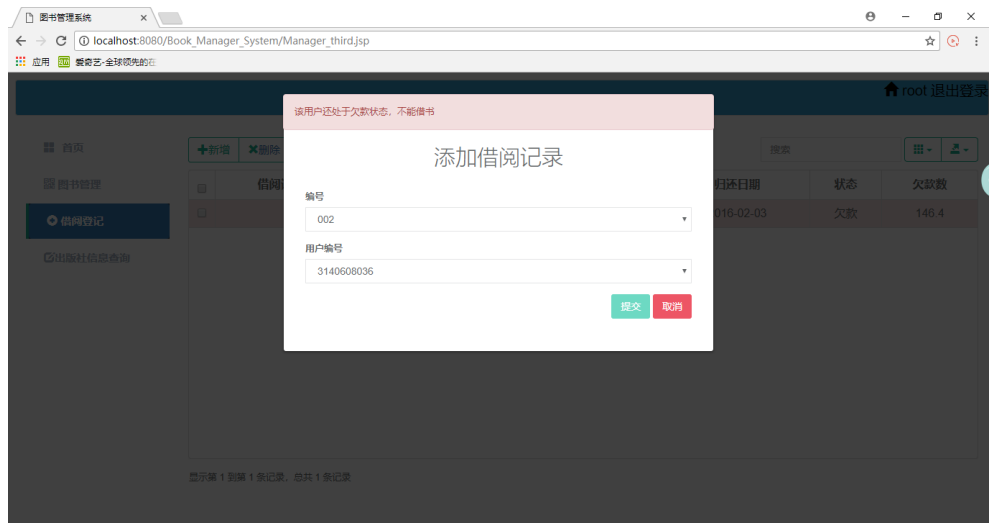 图书管理系统
localhost:8080/Book_Manager_System/Manager_third.jsp
应用 爱奇艺-全球领先的在
root 退出登录
该用户还处于欠款状态，不能借书
添加借阅记录
首页
+新增 ✖删除
搜索
图书管理
借阅
归还日期 状态 欠款数
编号
002
借阅登记
016-02-03 欠款 146.4
用户编号
出版社信息查询
3140608036
提交 取消
显示第 1 到第 1 条记录，总共 1 条记录